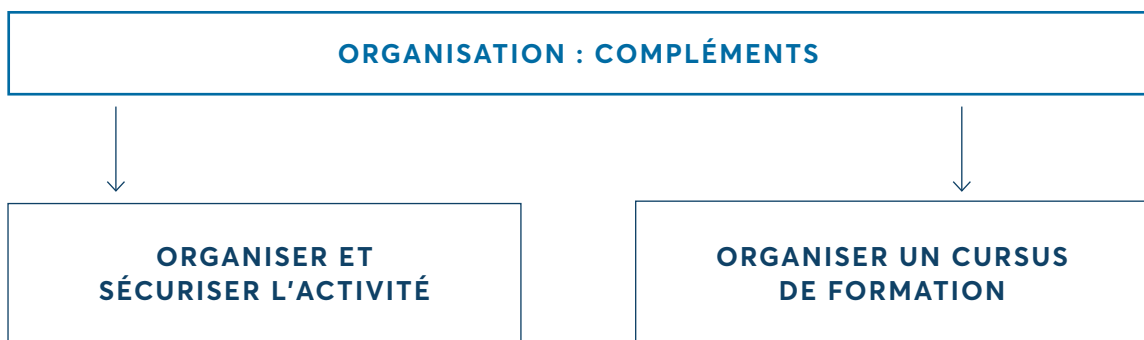 ORGANISATION : COMPLÉMENTS
ORGANISER ET
SÉCURISER L’ACTIVITÉ
ORGANISER UN CURSUS
DE FORMATION